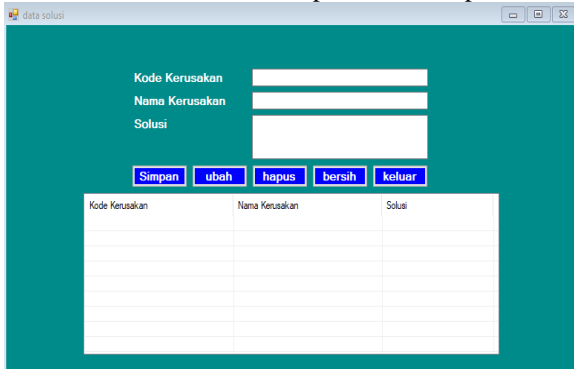 data solusi
Kode Kerusakan
Nama Kerusakan
Solusi
Simpan ubah hapus bersih keluar
Kode Kerusakan Nama Kerusakan Solusi